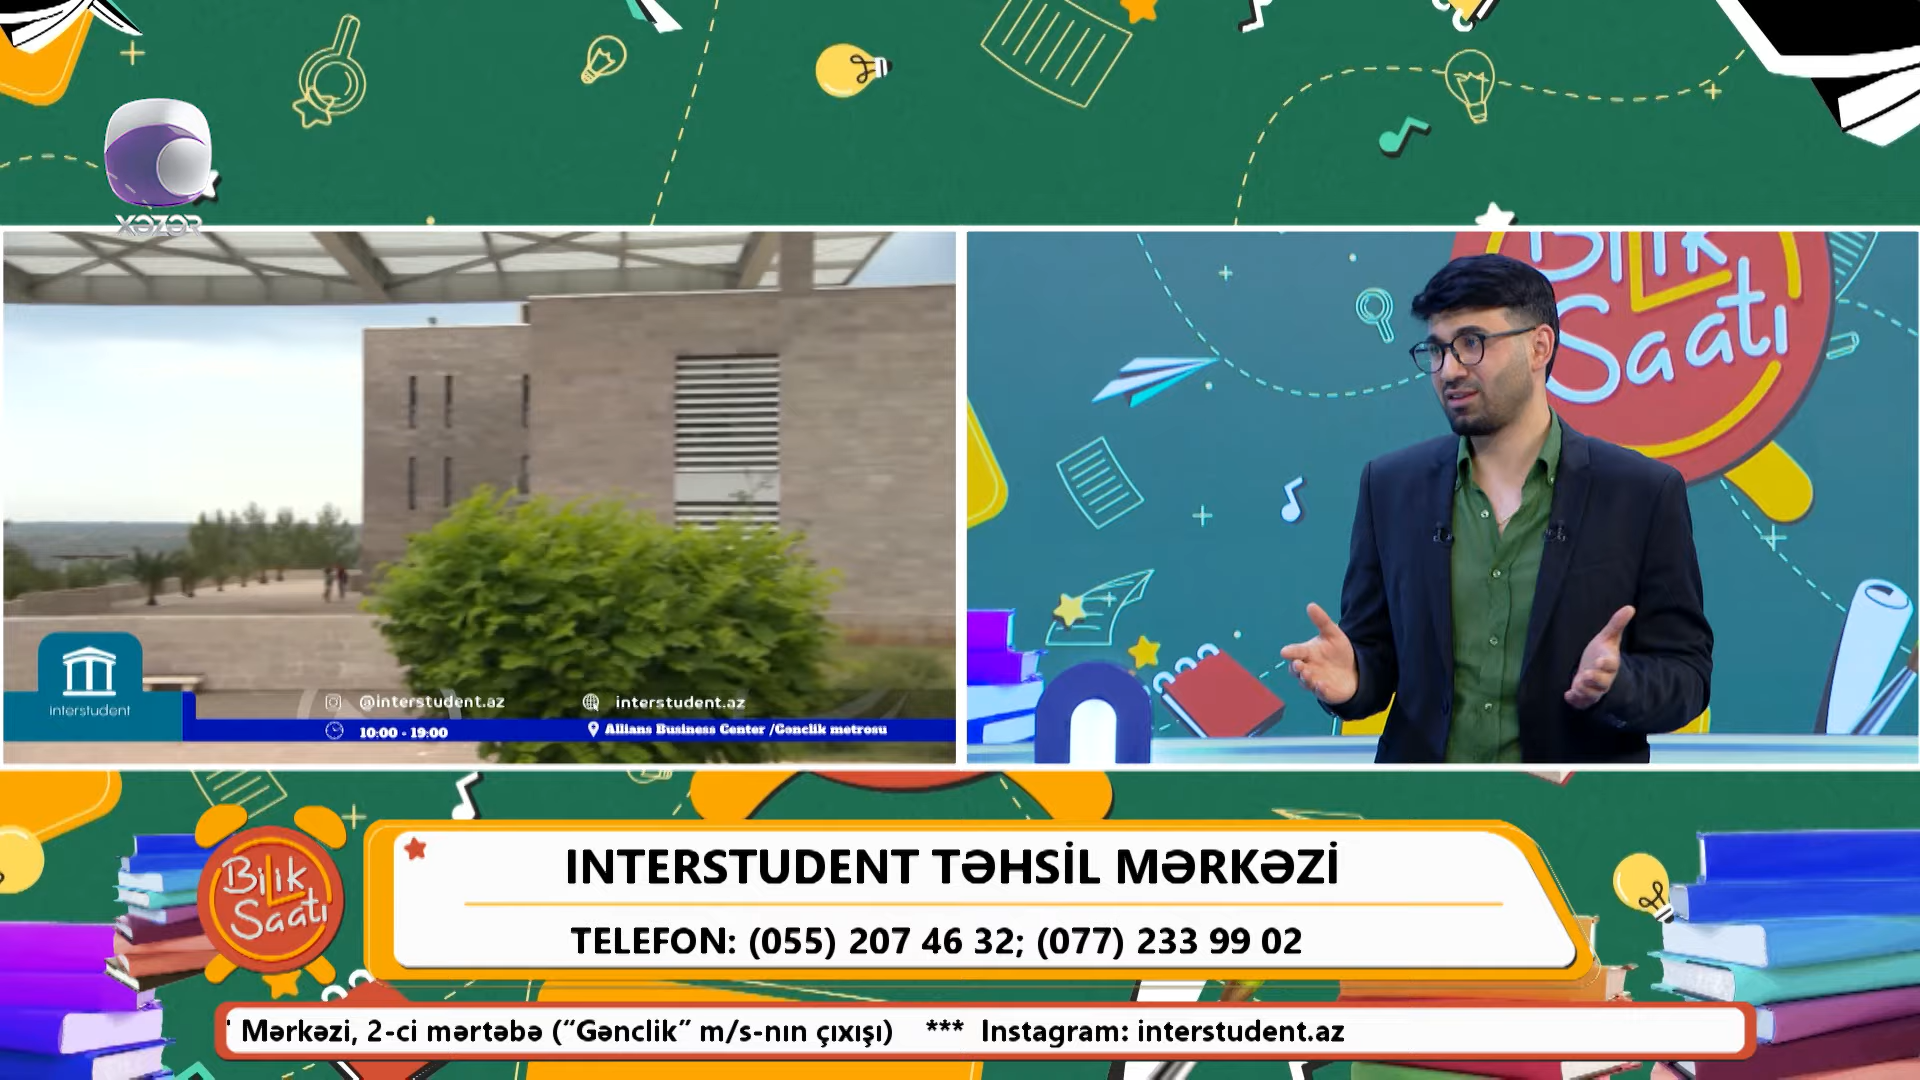 XƏZƏR
Bilik
Saatı
interstudent
@interstudent.az
interstudent.az
10:00 - 19:00
Allians Business Center /Gənclik metrosu
Bilik
Saatı
INTERSTUDENT TƏHSİL MƏRKƏZİ
TELEFON: (055) 207 46 32; (077) 233 99 02
Mərkəzi, 2-ci mərtəbə (“Gənclik” m/s-nın çıxışı) *** Instagram: interstudent.az